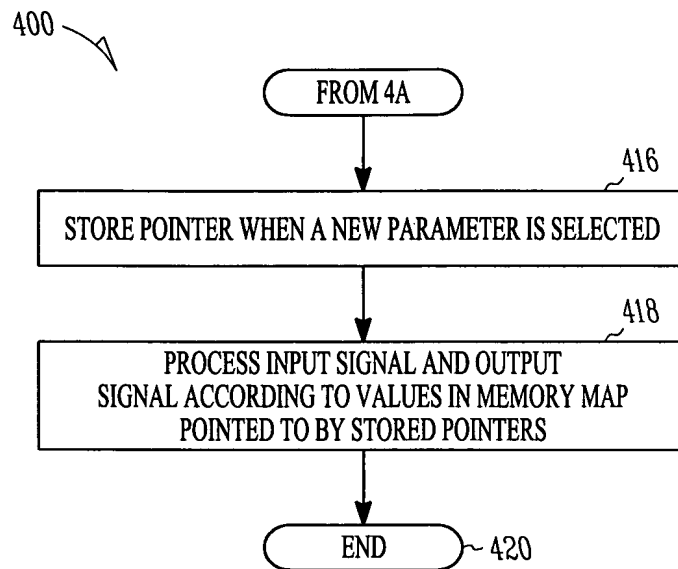 400
FROM 4A
416
STORE POINTER WHEN A NEW PARAMETER IS SELECTED
418
PROCESS INPUT SIGNAL AND OUTPUT
SIGNAL ACCORDING TO VALUES IN MEMORY MAP
POINTED TO BY STORED POINTERS
END
420